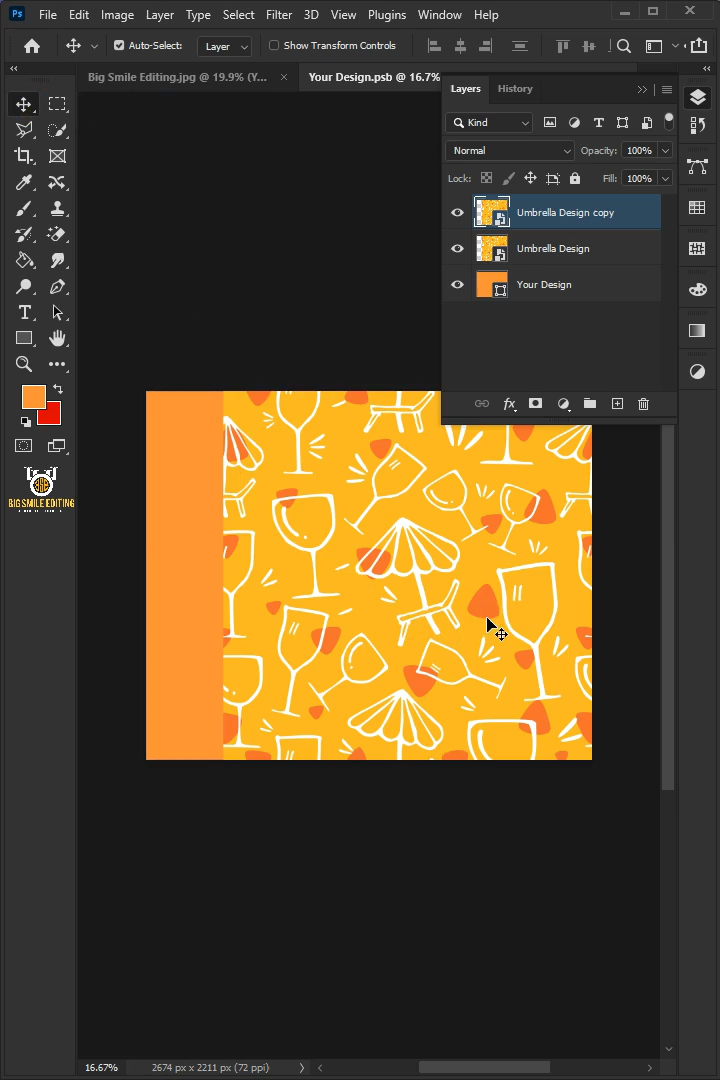 Ps File Edit Image Layer Type Select Filter 3D View Plugins Window Help
Auto-Select: Layer Show Transform Controls
Big Smile Editing.jpg @ 19.9% (Y... × Your Design.psb @ 16.7%
Layers History
Kind
Normal Opacity: 100%
Lock: Fill: 100%
Umbrella Design copy
Umbrella Design
Your Design
fx
BIG SMILE EDITING
16.67% 2674 px x 2211 px (72 ppi)